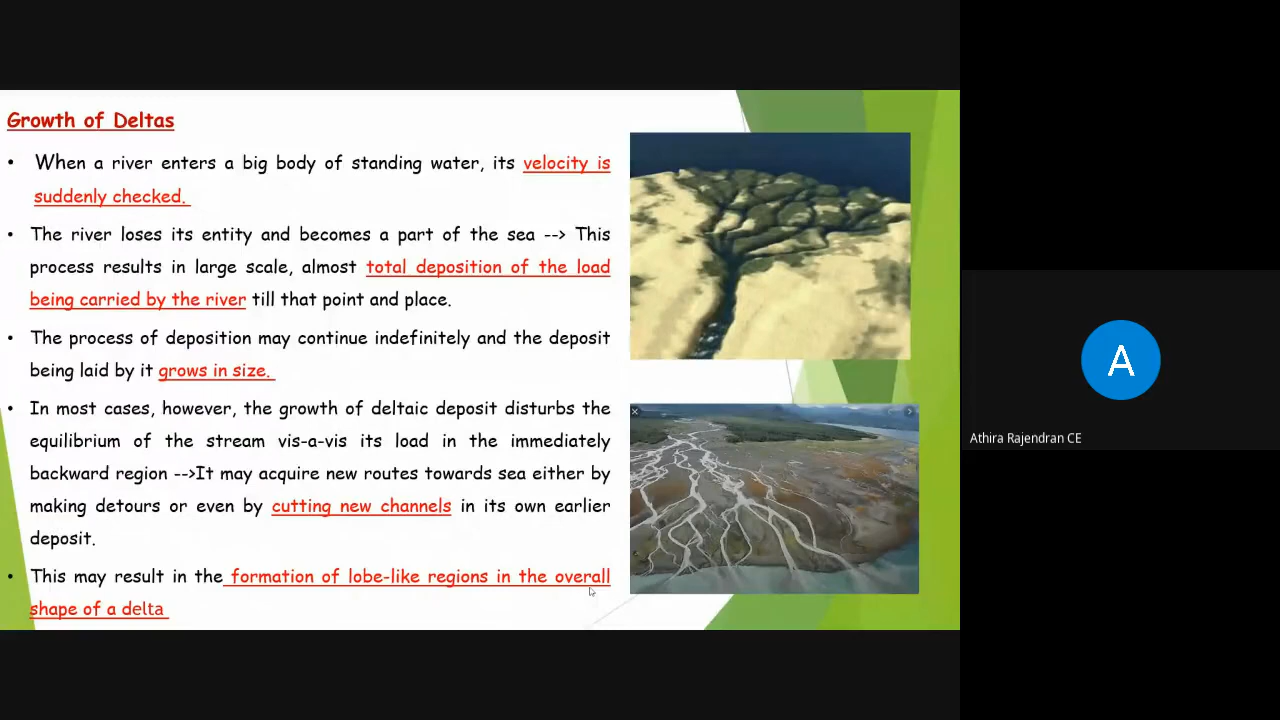 Growth of Deltas
• When a river enters a big body of standing water, its velocity is
suddenly checked.
• The river loses its entity and becomes a part of the sea --> This
process results in large scale, almost total deposition of the load
being carried by the river till that point and place.
• The process of deposition may continue indefinitely and the deposit
being laid by it grows in size.
• In most cases, however, the growth of deltaic deposit disturbs the
equilibrium of the stream vis-a-vis its load in the immediately
backward region -->It may acquire new routes towards sea either by
making detours or even by cutting new channels in its own earlier
deposit.
• This may result in the formation of lobe-like regions in the overall
shape of a delta
A
Athira Rajendran CE